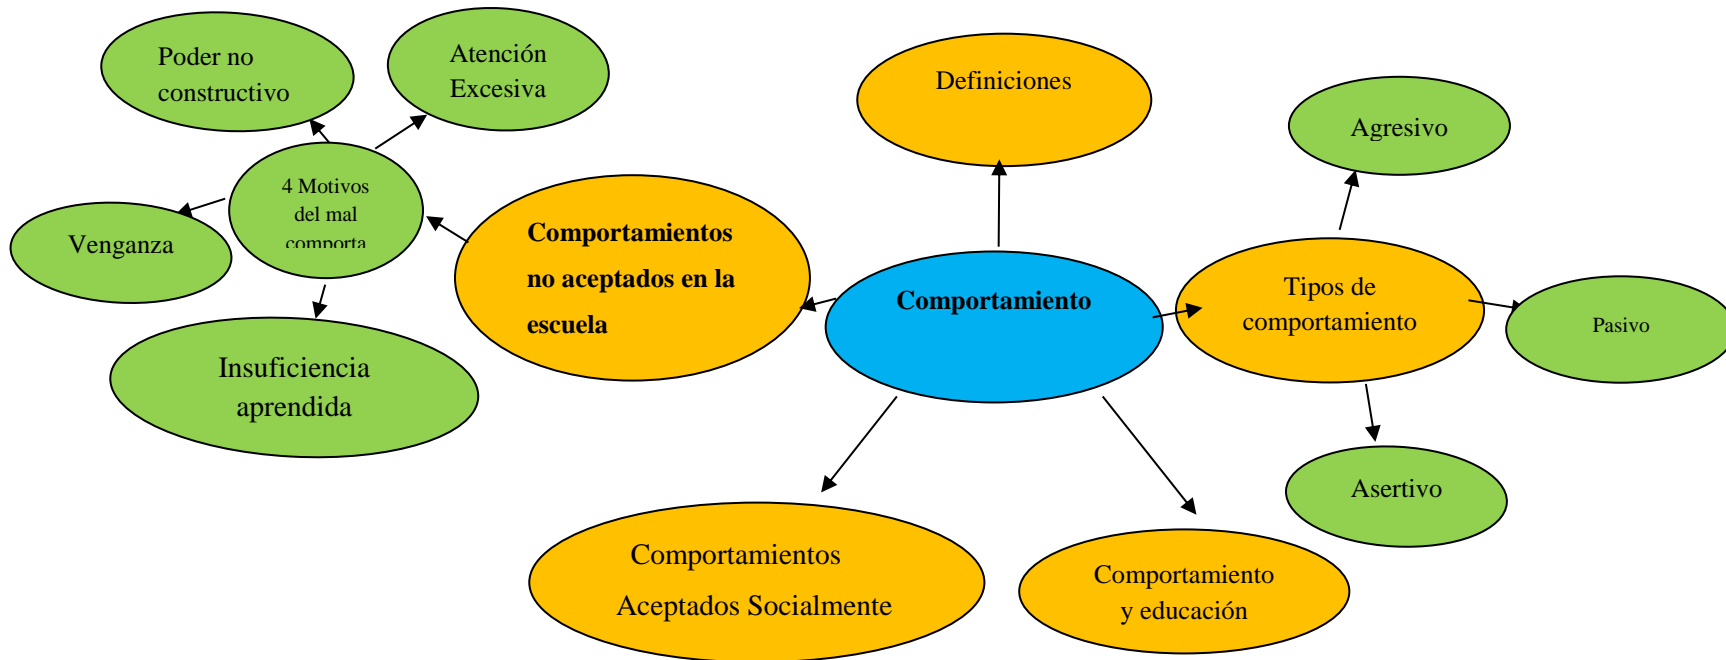 Poder no
constructivo
Atención
Excesiva
4 Motivos
del mal
comporta
Venganza
Insuficiencia
aprendida
Comportamientos
no aceptados en la
escuela
Definiciones
Comportamiento
Tipos de
comportamiento
Agresivo
Pasivo
Asertivo
Comportamientos
Aceptados Socialmente
Comportamiento
y educación